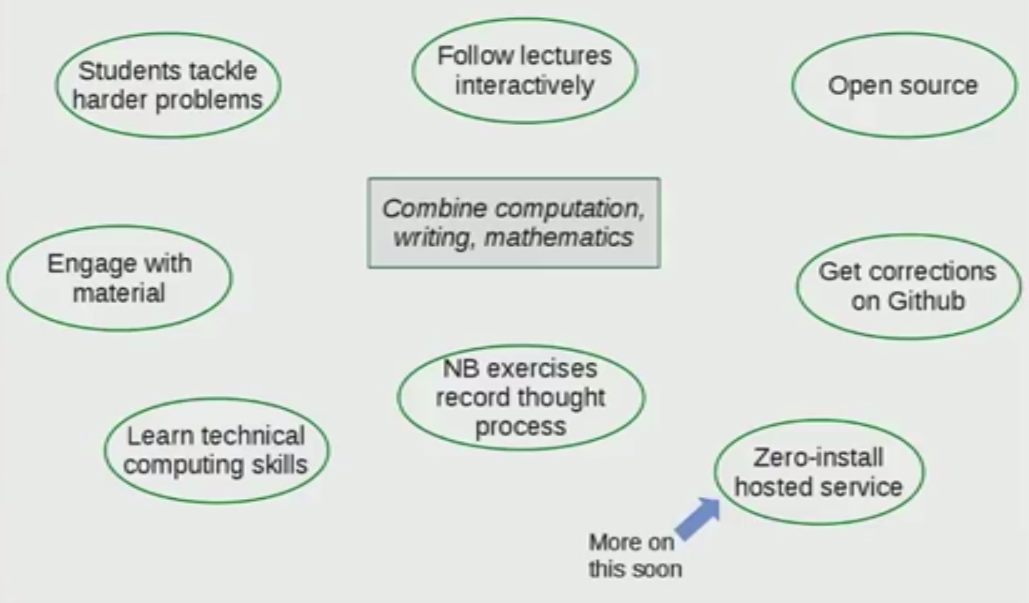 Students tackle
harder problems
Follow lectures
interactively
Open source
Combine computation,
writing, mathematics
Engage with
material
Get corrections
on Github
NB exercises
record thought
process
Learn technical
computing skills
Zero-install
hosted service
More on
this soon